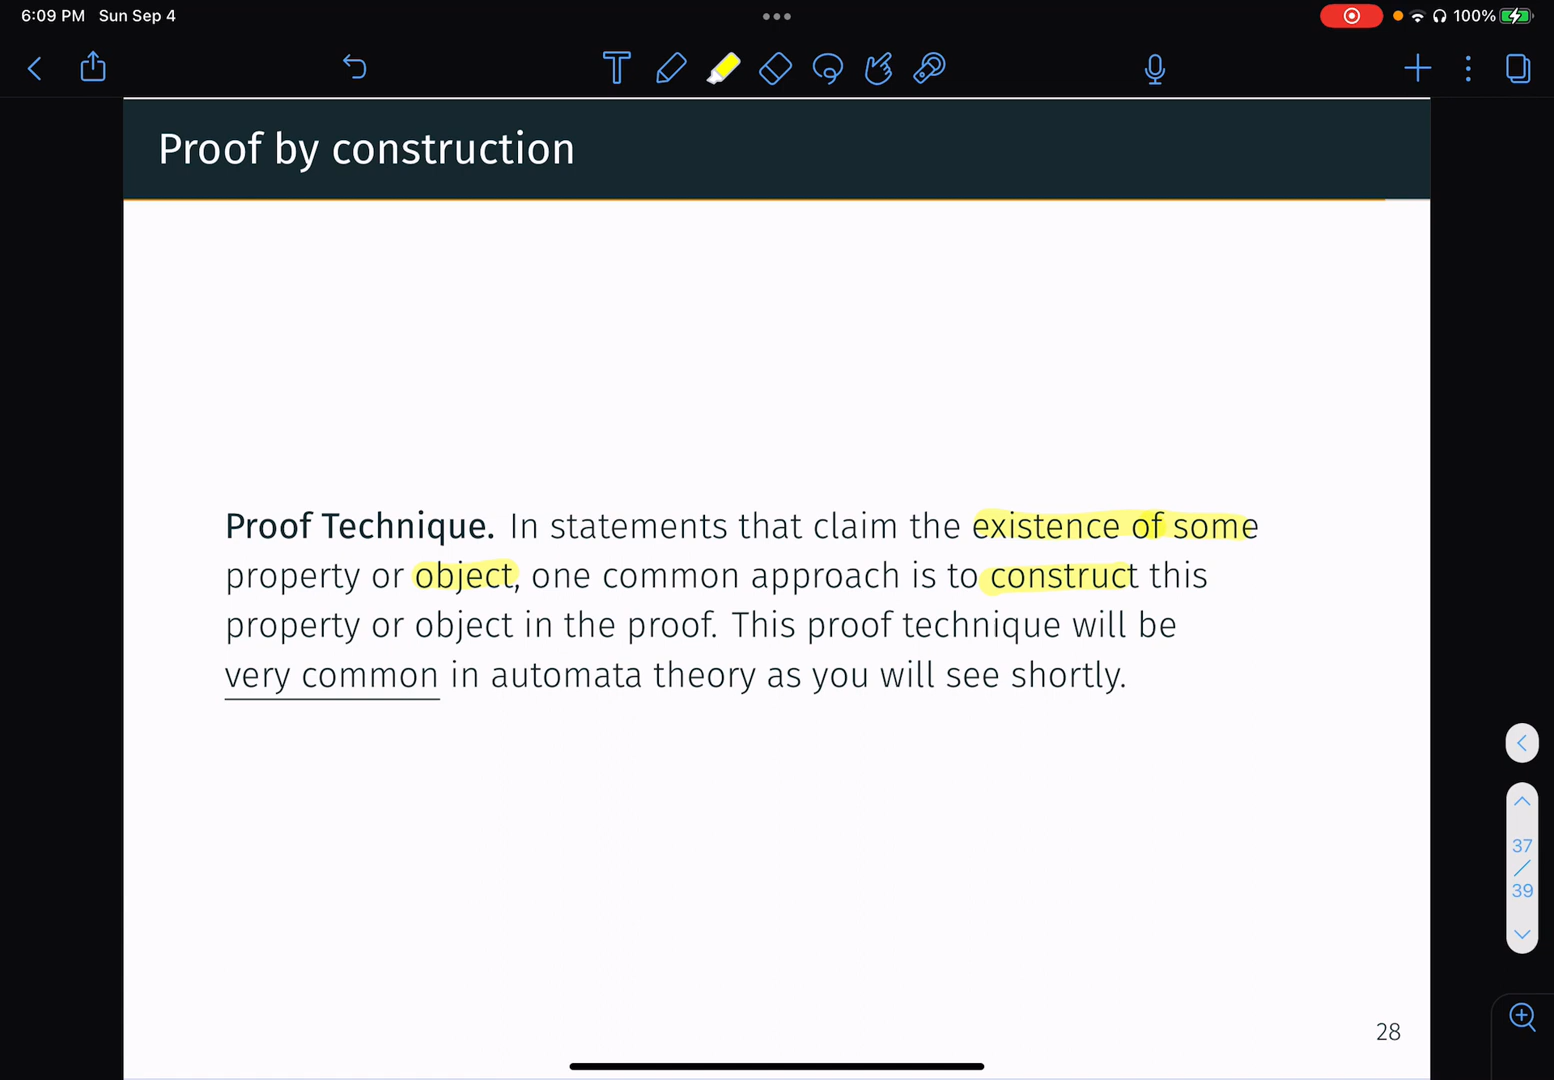 6:09 PM Sun Sep 4
100%
Proof by construction
Proof Technique. In statements that claim the existence of some
property or object, one common approach is to construct this
property or object in the proof. This proof technique will be
very common in automata theory as you will see shortly.
37
/
39
28